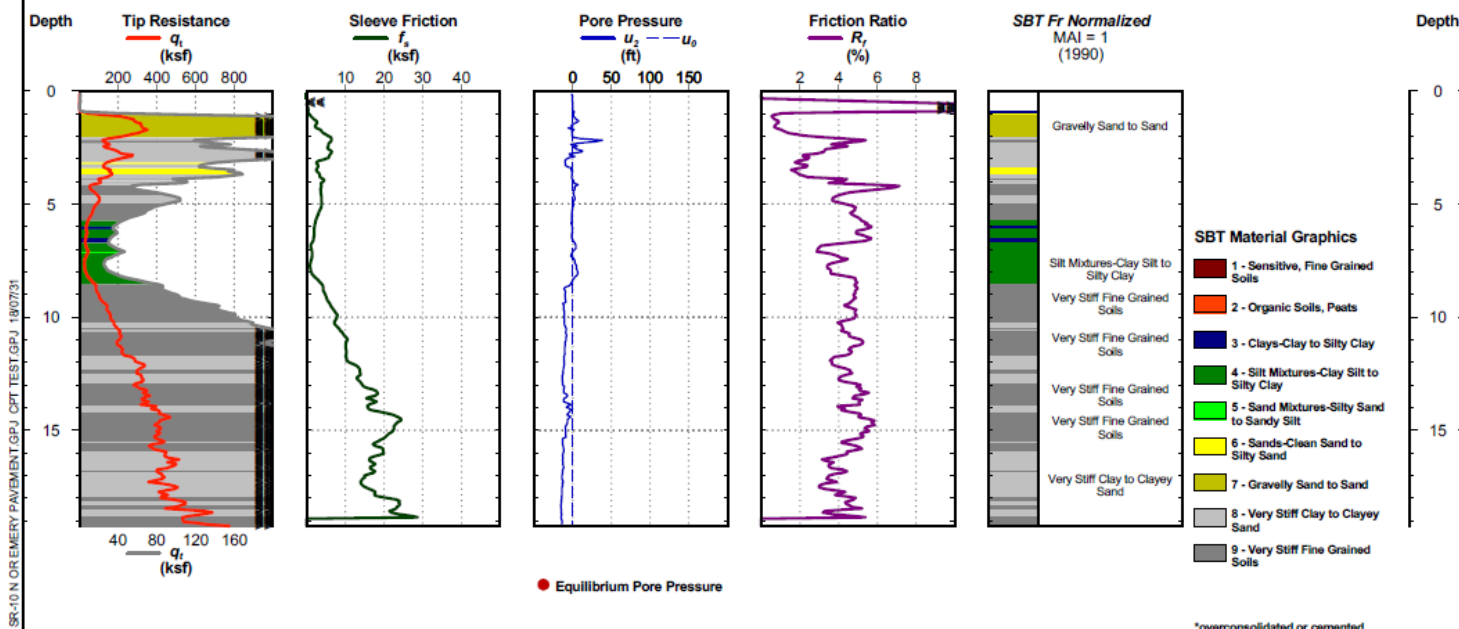 Depth
Tip Resistance
qt
(ksf)
200 400 600 800
Sleeve Friction
fs
(ksf)
10 20 30 40
Pore Pressure
u2 u0
(ft)
0 50 100 150
Friction Ratio
Rf
(%)
2 4 6 8
SBT Fr Normalized
MAI = 1
(1990)
Depth
0
5
10
15
40 80 120 160
qt
(ksf)
Gravelly Sand to Sand
Silt Mixtures-Clay Silt to
Silty Clay
Very Stiff Fine Grained
Soils
Very Stiff Fine Grained
Soils
Very Stiff Fine Grained
Soils
Very Stiff Fine Grained
Soils
Very Stiff Clay to Clayey
Sand
0
5
10
15
SBT Material Graphics
1 - Sensitive, Fine Grained
Soils
2 - Organic Soils, Peats
3 - Clays-Clay to Silty Clay
4 - Silt Mixtures-Clay Silt to
Silty Clay
5 - Sand Mixtures-Silty Sand
to Sandy Silt
6 - Sands-Clean Sand to
Silty Sand
7 - Gravelly Sand to Sand
8 - Very Stiff Clay to Clayey
Sand
9 - Very Stiff Fine Grained
Soils
Equilibrium Pore Pressure
*overconsolidated or cemented
SR-10 N OR EMERY PAVEMENT.GPJ CPT TEST.GPJ 18/07/31